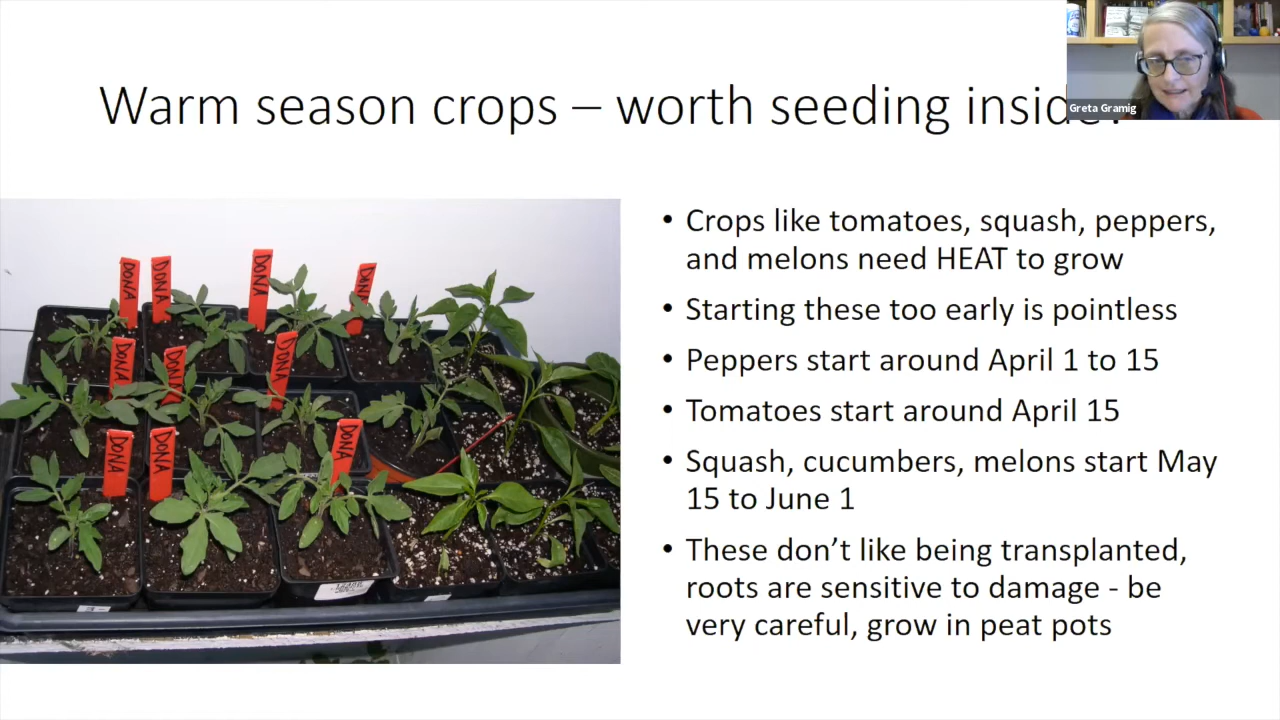 Warm season crops – worth seeding inside!
Greta Gramig
• Crops like tomatoes, squash, peppers,
and melons need HEAT to grow
• Starting these too early is pointless
• Peppers start around April 1 to 15
• Tomatoes start around April 15
• Squash, cucumbers, melons start May
15 to June 1
• These don’t like being transplanted,
roots are sensitive to damage - be
very careful, grow in peat pots
DONA
DONA
DONA
DONA
DONA
DONA
DONA
DONA
DONA
DONA